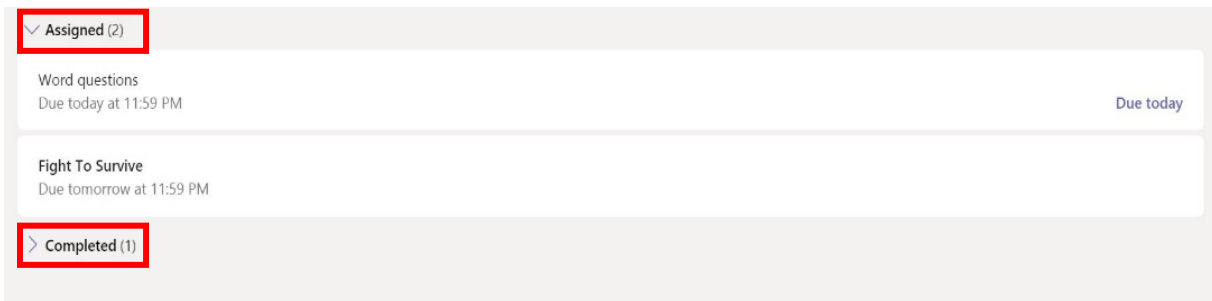 Assigned (2)
Word questions
Due today at 11:59 PM
Due today
Fight To Survive
Due tomorrow at 11:59 PM
Completed (1)